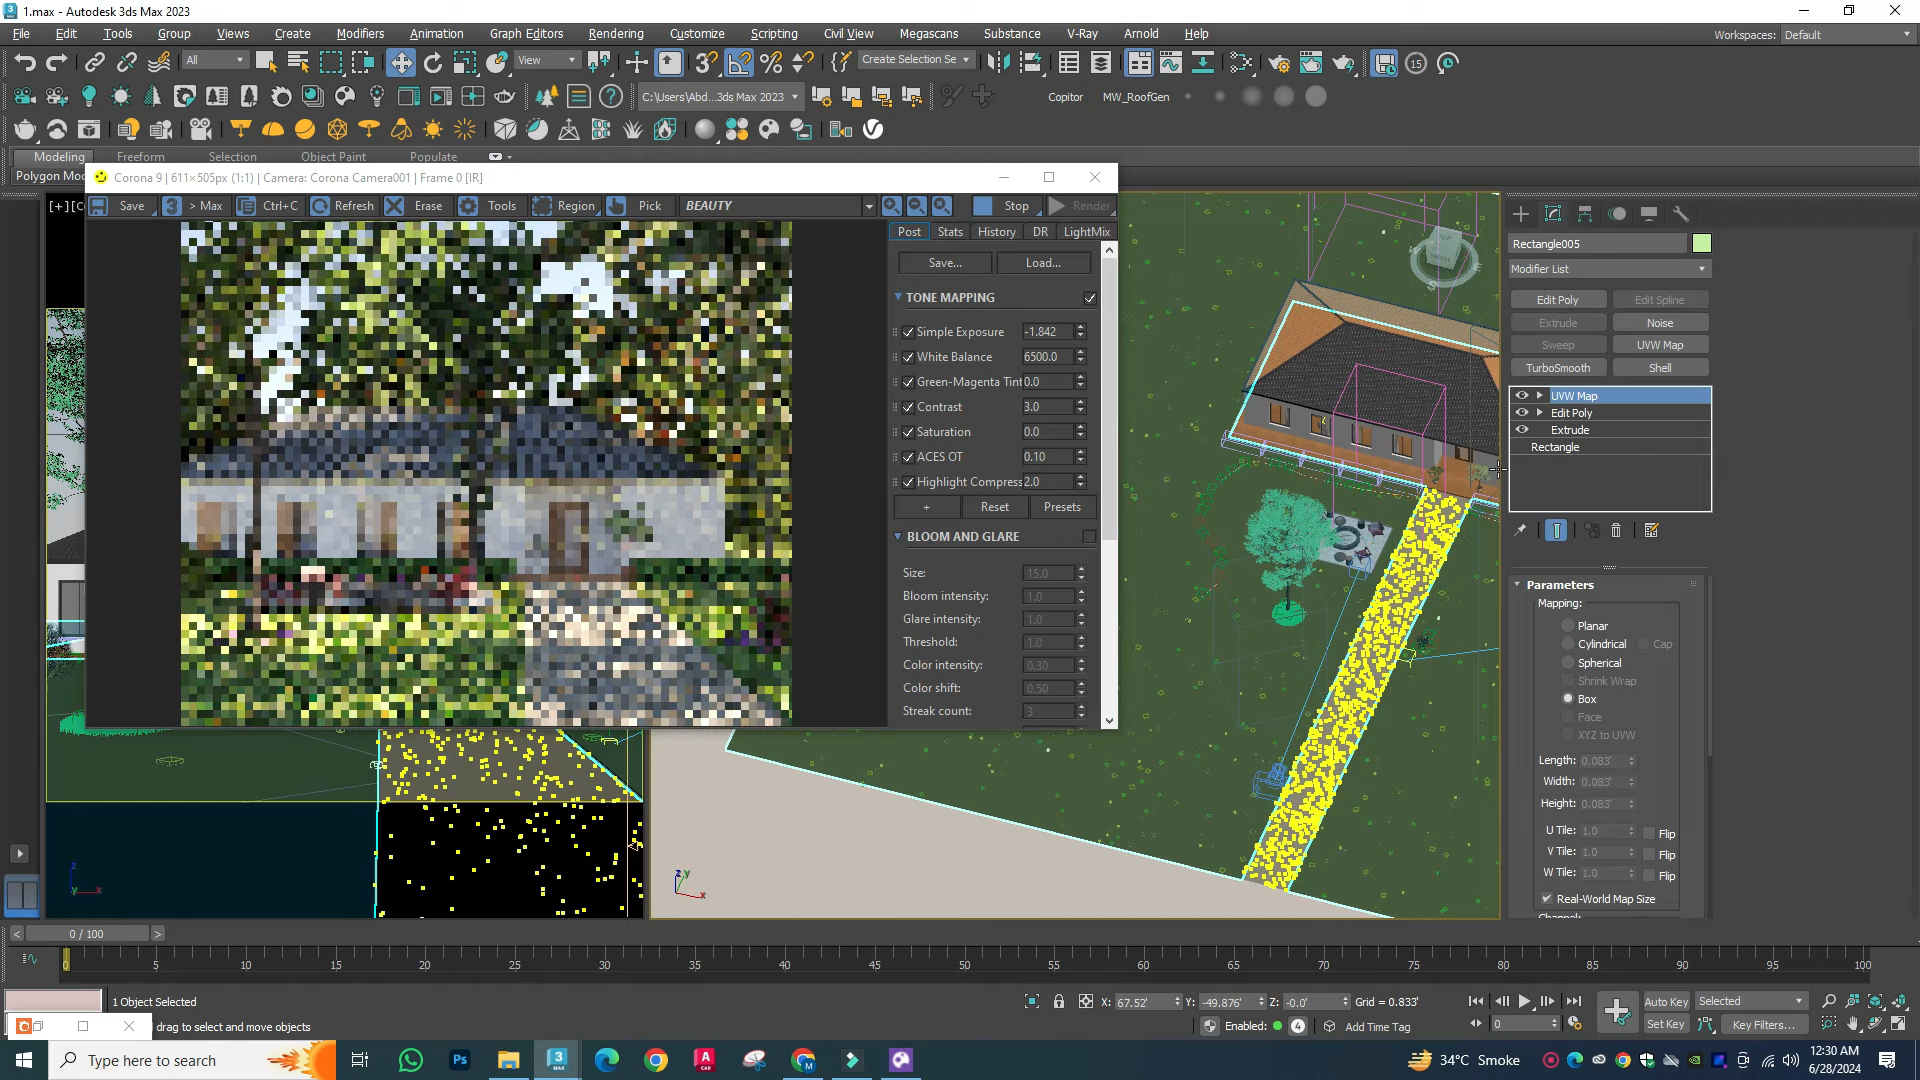 1.max - Autodesk 3ds Max 2023
File Edit Tools Group Views Create Modifiers Animation Graph Editors Rendering Customize Scripting Civil View Megascans Substance V-Ray Arnold Help
Workspaces: Default
All View Create Selection Se 15
C:\Users\Abd...3ds Max 2023 Copitor MW_RoofGen
Modeling Freeform Selection Object Paint Populate
Polygon Mod
Corona 9 | 611×505px (1:1) | Camera: Corona Camera001 | Frame 0 [IR]
Save 3 > Max Ctrl+C Refresh Erase Tools Region Pick BEAUTY Stop Render
[+][C
Post Stats History DR LightMix
Save... Load...
TONE MAPPING
Simple Exposure -1.842
White Balance 6500.0
Green-Magenta Tint 0.0
Contrast 3.0
Saturation 0.0
ACES OT 0.10
Highlight Compress 2.0
+ Reset Presets
BLOOM AND GLARE
Size: 15.0
Bloom intensity: 1.0
Glare intensity: 1.0
Threshold: 1.0
Color intensity: 0.30
Color shift: 0.50
Streak count: 3
TOP
Rectangle005
Modifier List
Edit Poly Edit Spline
Extrude Noise
Sweep UVW Map
TurboSmooth Shell
UVW Map
Edit Poly
Extrude
Rectangle
Parameters
Mapping:
Planar
Cylindrical Cap
Spherical
Shrink Wrap
Box
Face
XYZ to UVW
Length: 0.083'
Width: 0.083'
Height: 0.083'
U Tile: 1.0 Flip
V Tile: 1.0 Flip
W Tile: 1.0 Flip
Real-World Map Size
Channel:
z y x
z y x
< 0 / 100 >
0 5 10 15 20 25 30 35 40 45 50 55 60 65 70 75 80 85 90 95 100
1 Object Selected
X: 67.52' Y: -49.876' Z: -0.0' Grid = 0.833'
Auto Key Selected
drag to select and move objects
Enabled: 4 Add Time Tag
0 Set Key Key Filters...
Type here to search
34°C Smoke
12:30 AM
6/28/2024